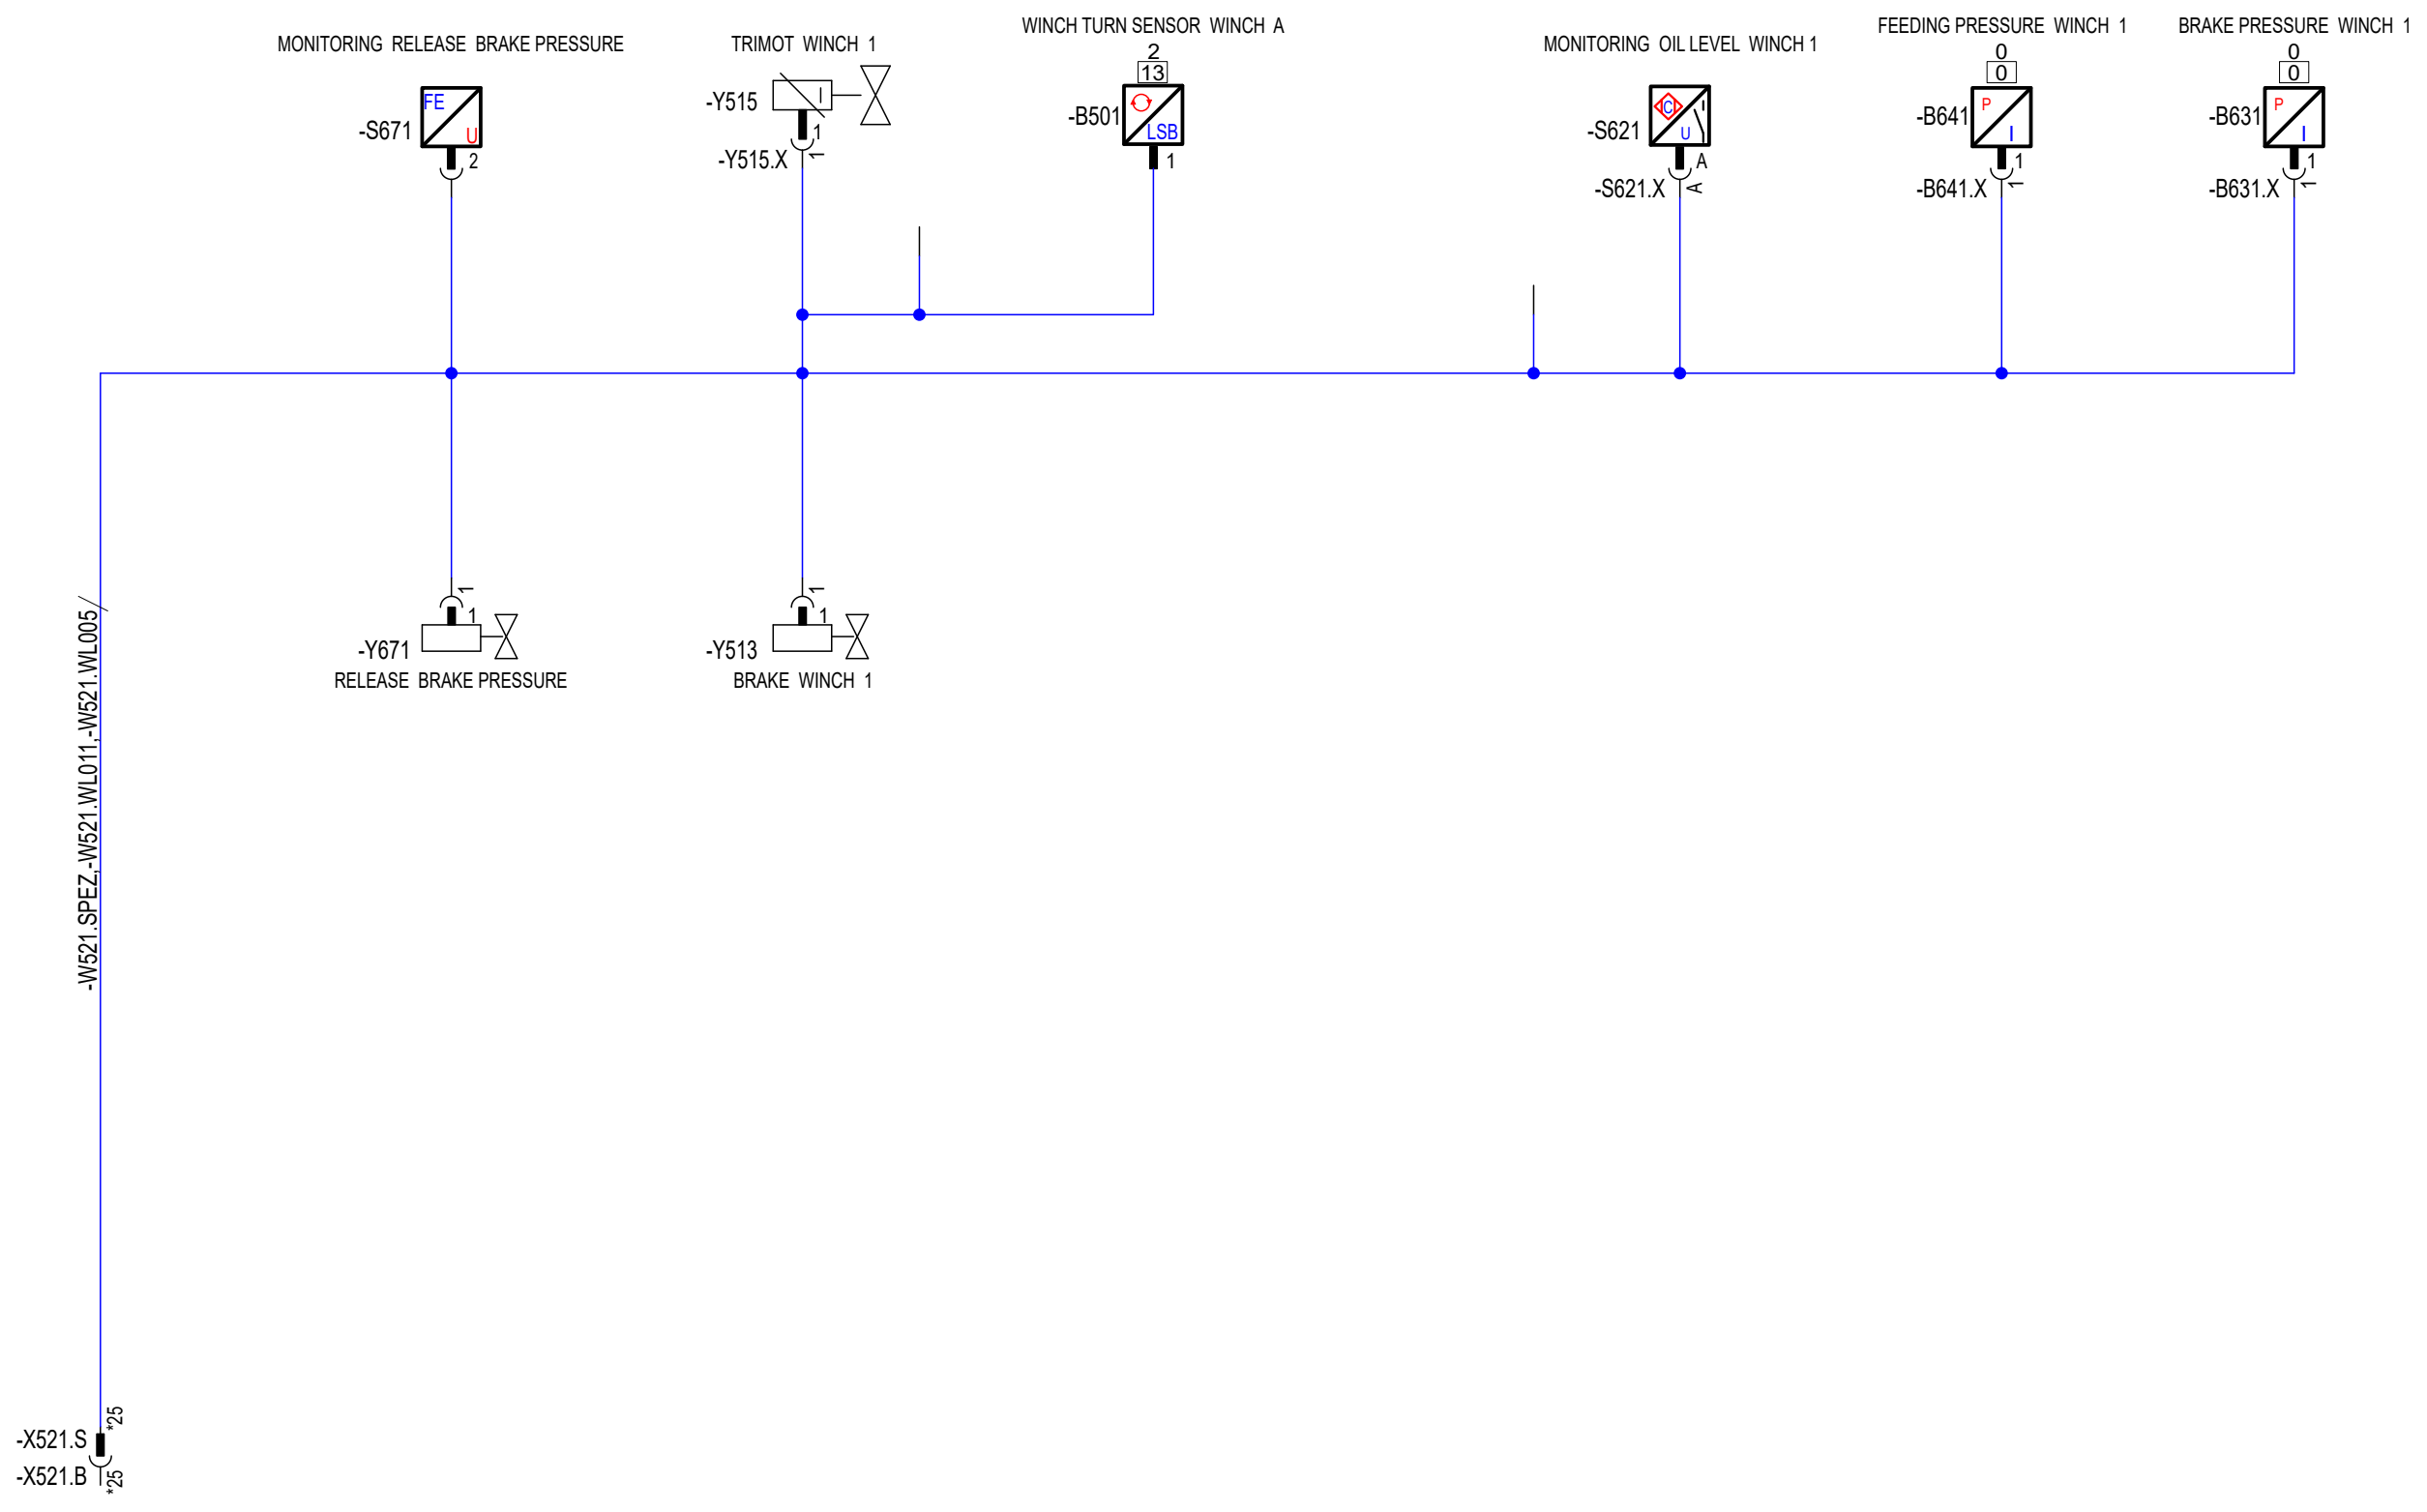 MONITORING RELEASE BRAKE PRESSURE
FE
U
-S671
2
TRIMOT WINCH 1
-Y515
I
1
-Y515.X
1
WINCH TURN SENSOR WINCH A
2
13
-B501
LSB
1
MONITORING OIL LEVEL WINCH 1
-S621
C
U
A
-S621.X
A
FEEDING PRESSURE WINCH 1
0
0
P
-B641
I
1
-B641.X
1
BRAKE PRESSURE WINCH 1
0
0
P
-B631
I
1
-B631.X
1
1
1
-Y671
RELEASE BRAKE PRESSURE
1
1
-Y513
BRAKE WINCH 1
-W521.SPEZ,-W521.WL011,-W521.WL005
*25
-X521.S
-X521.B
*25